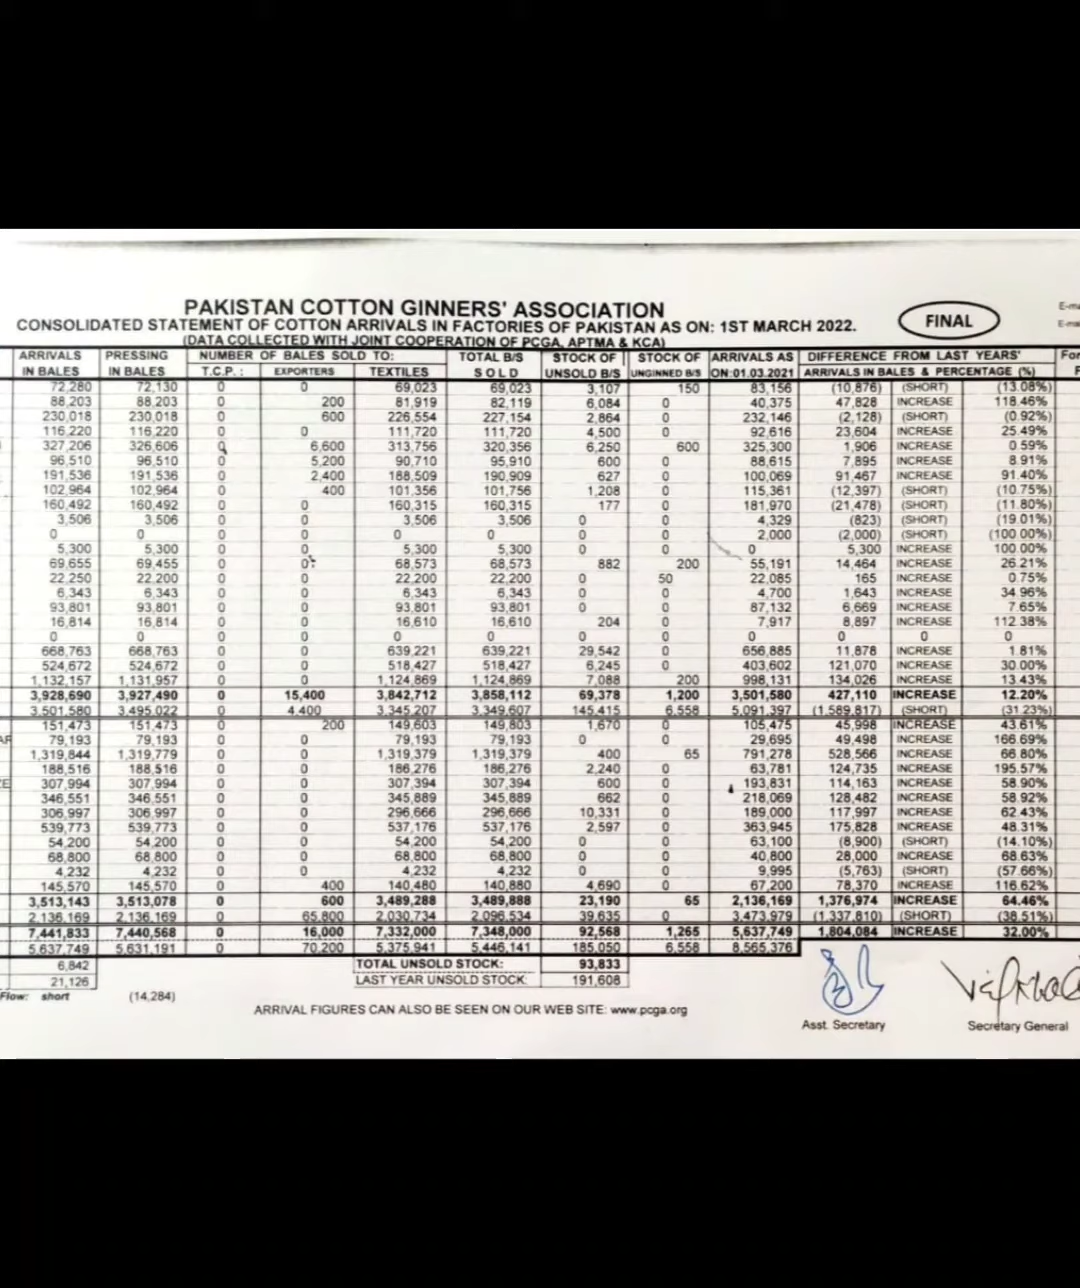 PAKISTAN COTTON GINNERS' ASSOCIATION
CONSOLIDATED STATEMENT OF COTTON ARRIVALS IN FACTORIES OF PAKISTAN AS ON: 1ST MARCH 2022.
(DATA COLLECTED WITH JOINT COOPERATION OF PCGA, APTMA & KCA)
FINAL
ARRIVALS PRESSING NUMBER OF BALES SOLD TO: TOTAL B/S STOCK OF STOCK OF ARRIVALS AS DIFFERENCE FROM LAST YEARS'
IN BALES IN BALES T.C.P.: EXPORTERS TEXTILES SOLD UNSOLD B/S UNGINNED B/S ON:01.03.2021 ARRIVALS IN BALES & PERCENTAGE (%)
72,280 72,130 0 0 69,023 69,023 3,107 150 83,156 (10,876) (SHORT) (13.08%)
88,203 88,203 0 200 81,919 82,119 6,084 0 40,375 47,828 INCREASE 118.46%
230,018 230,018 0 600 226,554 227,154 2,864 0 232,146 (2,128) (SHORT) (0.92%)
116,220 116,220 0 0 111,720 111,720 4,500 0 92,616 23,604 INCREASE 25.49%
327,206 326,606 0 6,600 313,756 320,356 6,250 600 325,300 1,906 INCREASE 0.59%
96,510 96,510 0 5,200 90,710 95,910 600 0 88,615 7,895 INCREASE 8.91%
191,536 191,536 0 2,400 188,509 190,909 627 0 100,069 91,467 INCREASE 91.40%
102,964 102,964 0 400 101,356 101,756 1,208 0 115,361 (12,397) (SHORT) (10.75%)
160,492 160,492 0 0 160,315 160,315 177 0 181,970 (21,478) (SHORT) (11.80%)
3,506 3,506 0 0 3,506 3,506 0 0 4,329 (823) (SHORT) (19.01%)
0 0 0 0 0 0 0 0 2,000 (2,000) (SHORT) (100.00%)
5,300 5,300 0 0 5,300 5,300 0 0 0 5,300 INCREASE 100.00%
69,655 69,455 0 0 68,573 68,573 882 200 55,191 14,464 INCREASE 26.21%
22,250 22,200 0 0 22,200 22,200 0 50 22,085 165 INCREASE 0.75%
6,343 6,343 0 0 6,343 6,343 0 0 4,700 1,643 INCREASE 34.96%
93,801 93,801 0 0 93,801 93,801 0 0 87,132 6,669 INCREASE 7.65%
16,814 16,814 0 0 16,610 16,610 204 0 7,917 8,897 INCREASE 112.38%
0 0 0 0 0 0 0 0 0 0 0 0
668,763 668,763 0 0 639,221 639,221 29,542 0 656,885 11,878 INCREASE 1.81%
524,672 524,672 0 0 518,427 518,427 6,245 0 403,602 121,070 INCREASE 30.00%
1,132,157 1,131,957 0 0 1,124,869 1,124,869 7,088 200 998,131 134,026 INCREASE 13.43%
3,928,690 3,927,490 0 15,400 3,842,712 3,858,112 69,378 1,200 3,501,580 427,110 INCREASE 12.20%
3,501,580 3,495,022 0 4,400 3,345,207 3,349,607 145,415 6,558 5,091,397 (1,589,817) (SHORT) (31.23%)
151,473 151,473 0 200 149,603 149,803 1,670 0 105,475 45,998 INCREASE 43.61%
79,193 79,193 0 0 79,193 79,193 0 0 29,695 49,498 INCREASE 166.69%
1,319,844 1,319,779 0 0 1,319,379 1,319,379 400 65 791,278 528,566 INCREASE 66.80%
188,516 188,516 0 0 186,276 186,276 2,240 0 63,781 124,735 INCREASE 195.57%
307,994 307,994 0 0 307,394 307,394 600 0 193,831 114,163 INCREASE 58.90%
346,551 346,551 0 0 345,889 345,889 662 0 218,069 128,482 INCREASE 58.92%
306,997 306,997 0 0 296,666 296,666 10,331 0 189,000 117,997 INCREASE 62.43%
539,773 539,773 0 0 537,176 537,176 2,597 0 363,945 175,828 INCREASE 48.31%
54,200 54,200 0 0 54,200 54,200 0 0 63,100 (8,900) (SHORT) (14.10%)
68,800 68,800 0 0 68,800 68,800 0 0 40,800 28,000 INCREASE 68.63%
4,232 4,232 0 0 4,232 4,232 0 0 9,995 (5,763) (SHORT) (57.66%)
145,570 145,570 0 400 140,480 140,880 4,690 0 67,200 78,370 INCREASE 116.62%
3,513,143 3,513,078 0 600 3,489,288 3,489,888 23,190 65 2,136,169 1,376,974 INCREASE 64.46%
2,136,169 2,136,169 0 65,800 2,030,734 2,096,534 39,635 0 3,473,979 (1,337,810) (SHORT) (38.51%)
7,441,833 7,440,568 0 16,000 7,332,000 7,348,000 92,568 1,265 5,637,749 1,804,084 INCREASE 32.00%
5,637,749 5,631,191 0 70,200 5,375,941 5,446,141 185,050 6,558 8,565,376
6,842 TOTAL UNSOLD STOCK: 93,833
21,126 LAST YEAR UNSOLD STOCK: 191,608
Flow: short (14,284)
ARRIVAL FIGURES CAN ALSO BE SEEN ON OUR WEB SITE: www.pcga.org
Asst. Secretary
Secretary General